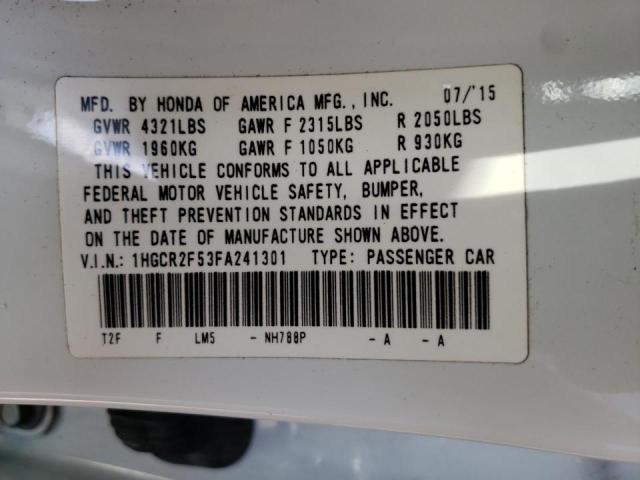 MFD. BY HONDA OF AMERICA MFG., INC. 07/'15
GVWR 4321LBS GAWR F 2315LBS R 2050LBS
GVWR 1960KG GAWR F 1050KG R 930KG
THIS VEHICLE CONFORMS TO ALL APPLICABLE
FEDERAL MOTOR VEHICLE SAFETY, BUMPER,
AND THEFT PREVENTION STANDARDS IN EFFECT
ON THE DATE OF MANUFACTURE SHOWN ABOVE.
V.I.N.: 1HGCR2F53FA241301 TYPE: PASSENGER CAR
T2F F LM5 - NH788P - A - A